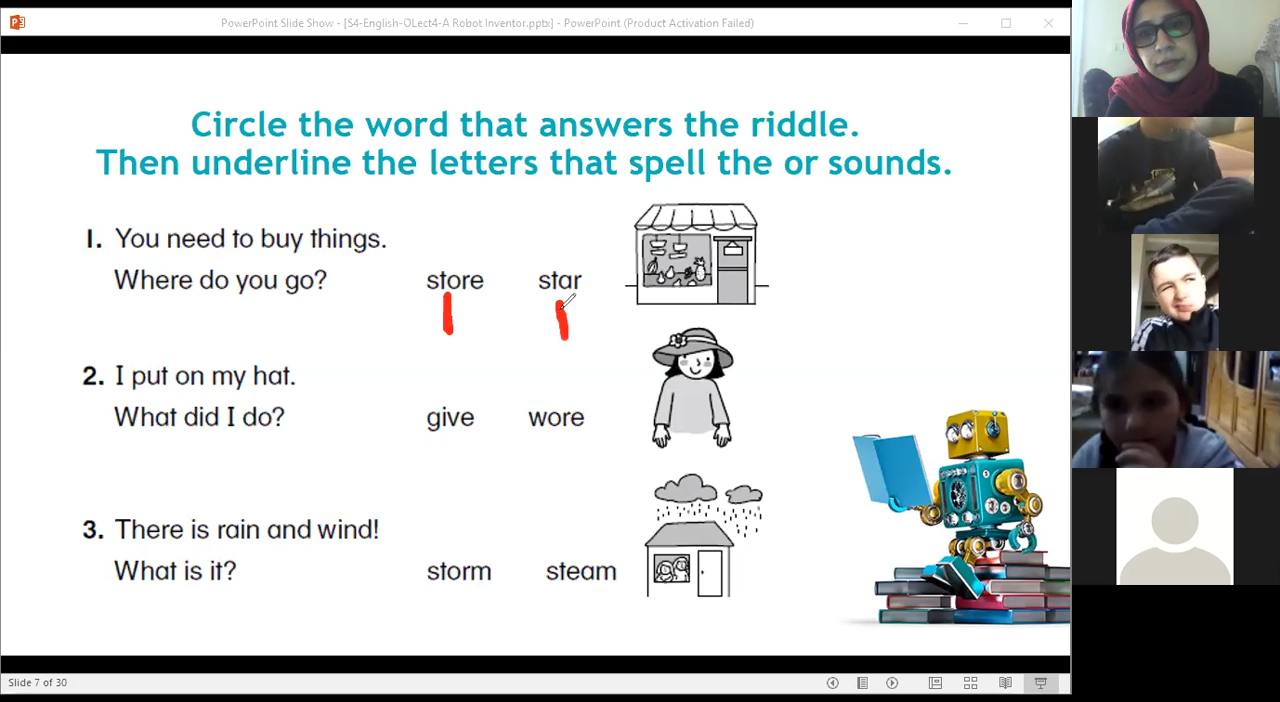 PowerPoint Slide Show - [S4-English-OLect4-A Robot Inventor.pptx] - PowerPoint (Product Activation Failed)
Circle the word that answers the riddle.
Then underline the letters that spell the or sounds.
1. You need to buy things.
Where do you go? store star
2. I put on my hat.
What did I do? give wore
3. There is rain and wind!
What is it? storm steam
Slide 7 of 30